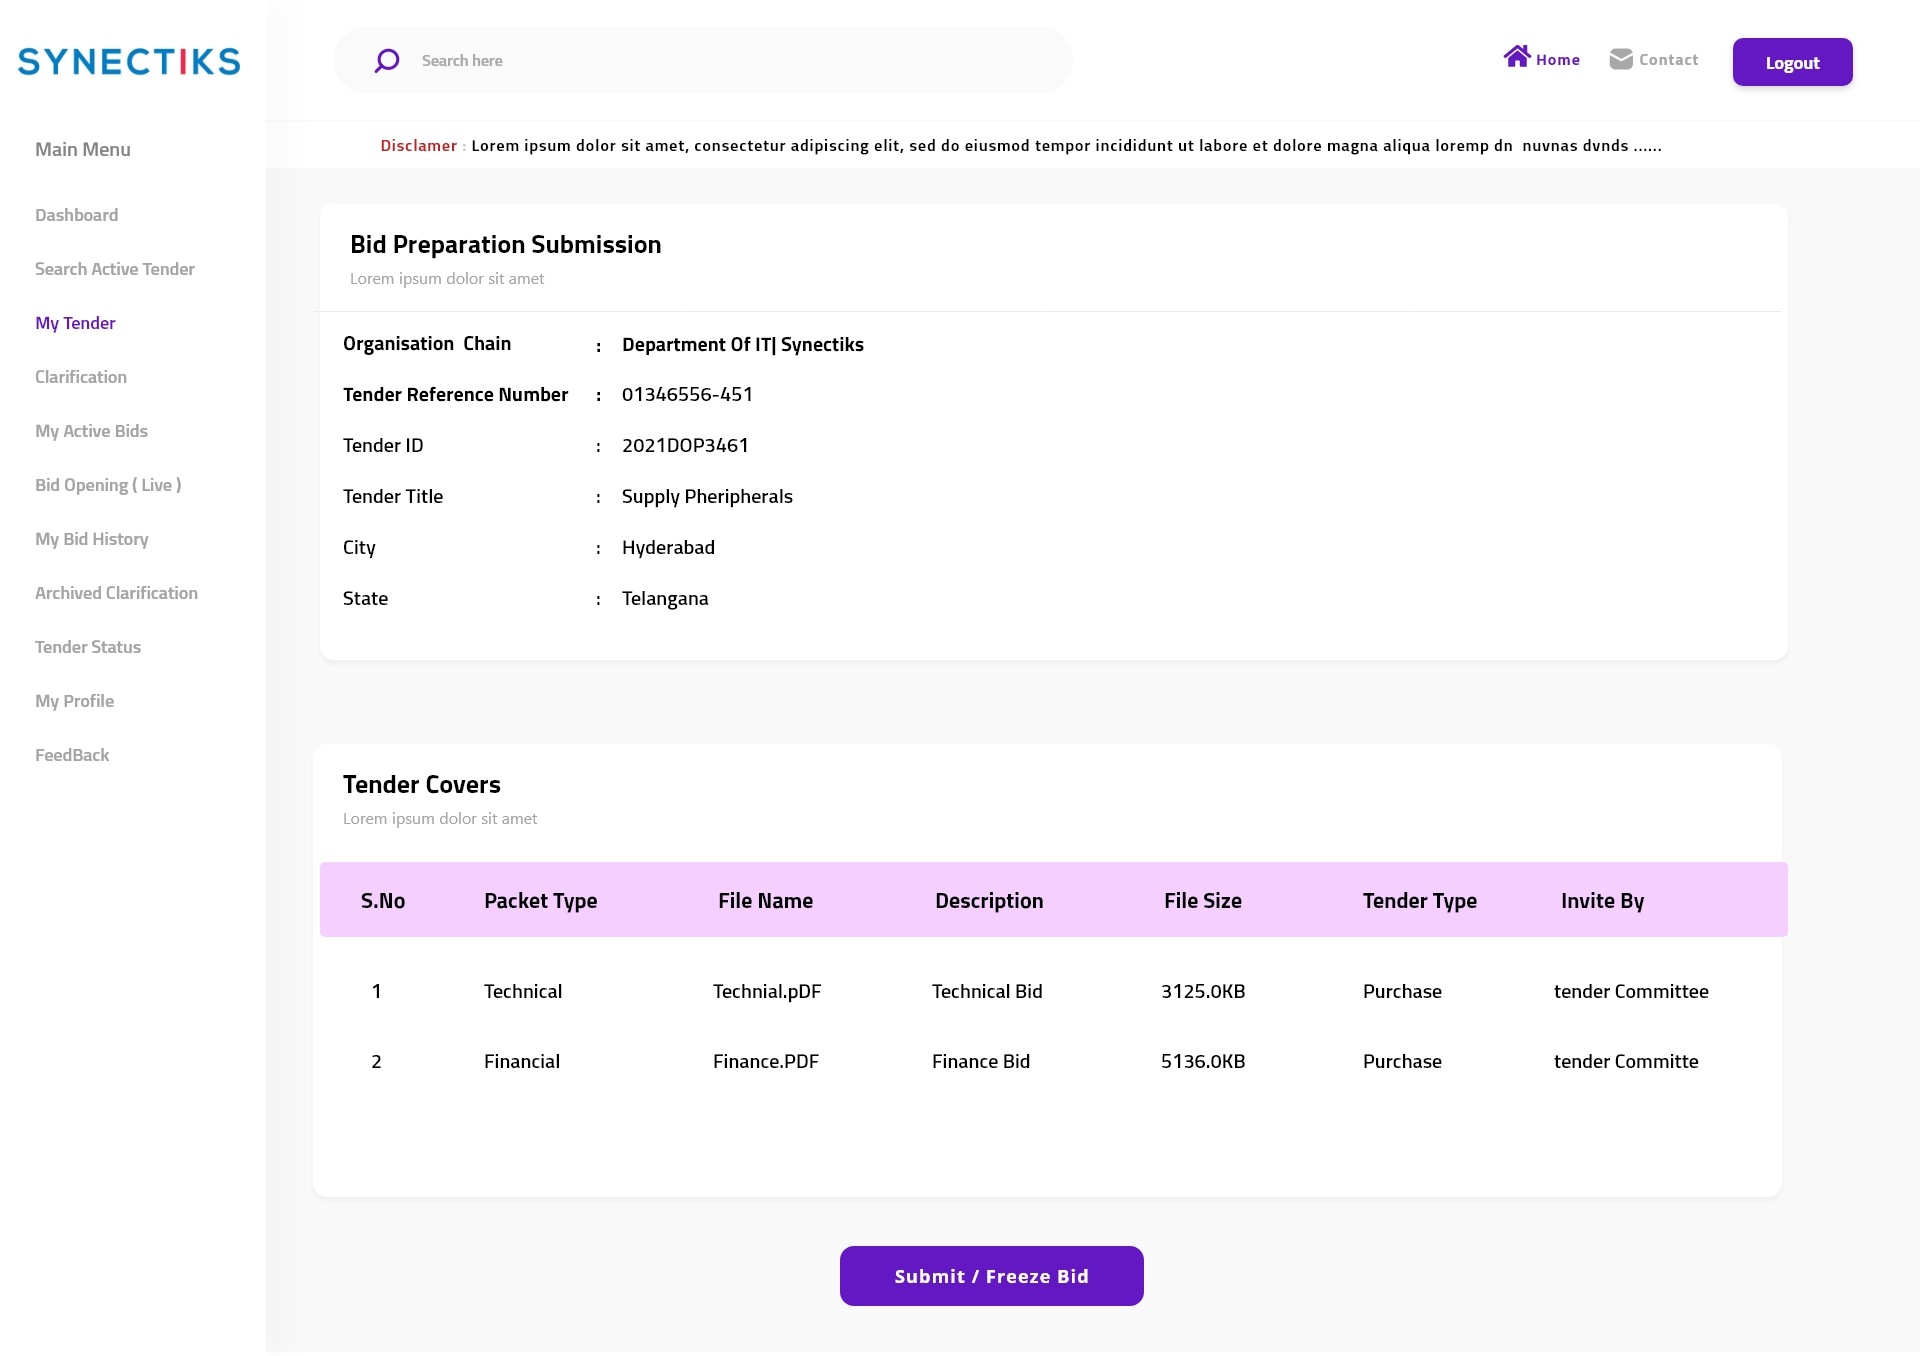 SYNECTIKS
Search here
Home
Contact
Logout
Disclamer : Lorem ipsum dolor sit amet, consectetur adipiscing elit, sed do eiusmod tempor incididunt ut labore et dolore magna aliqua loremp dn  nuvnas dvnds ......
Main Menu
Dashboard
Search Active Tender
My Tender
Clarification
My Active Bids
Bid Opening ( Live )
My Bid History
Archived Clarification
Tender Status
My Profile
FeedBack
Bid Preparation Submission
Lorem ipsum dolor sit amet
Organisation  Chain : Department Of IT| Synectiks
Tender Reference Number : 01346556-451
Tender ID : 2021DOP3461
Tender Title : Supply Pheripherals
City : Hyderabad
State : Telangana
Tender Covers
Lorem ipsum dolor sit amet
S.No Packet Type File Name Description File Size Tender Type Invite By
1 Technical Technial.pDF Technical Bid 3125.0KB Purchase tender Committee
2 Financial Finance.PDF Finance Bid 5136.0KB Purchase tender Committe
Submit / Freeze Bid